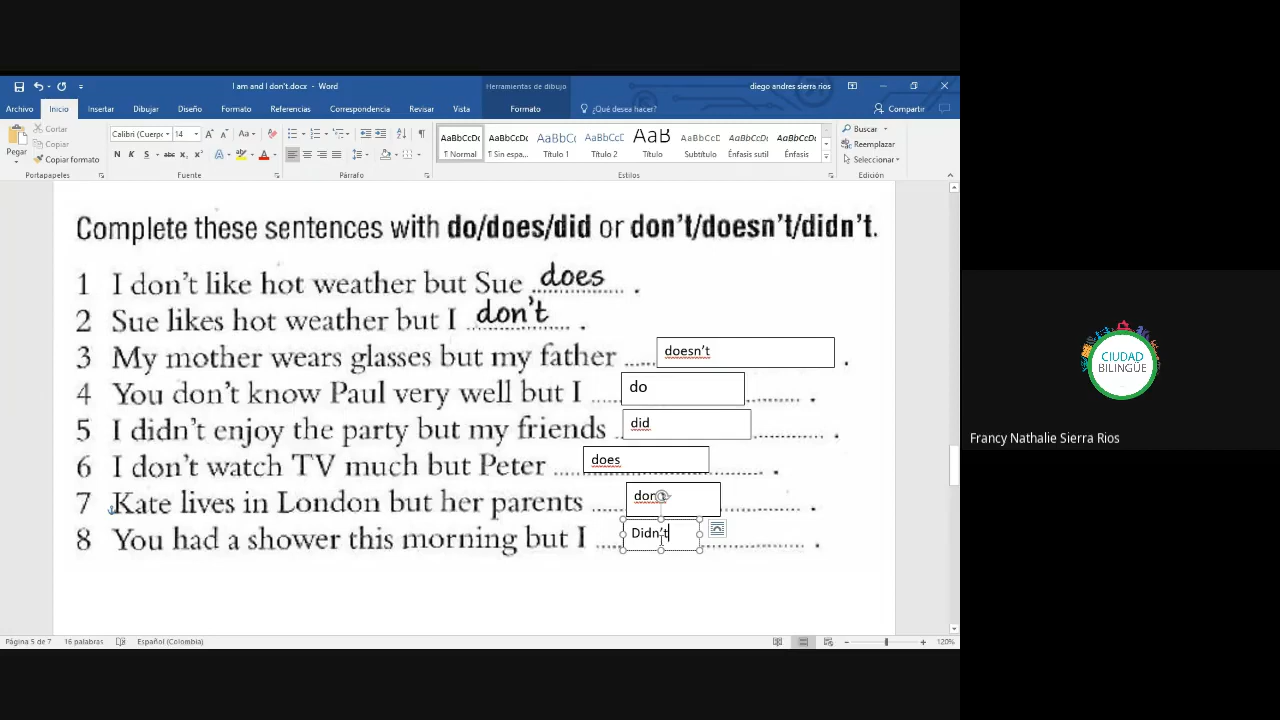 I am and I don't.docx - Word
Herramientas de dibujo
diego andres sierra rios
Archivo Inicio Insertar Dibujar Diseño Formato Referencias Correspondencia Revisar Vista Formato ¿Qué desea hacer? Compartir
Pegar
Cortar
Copiar
Copiar formato
Portapapeles
Calibri (Cuerpo 14
Fuente
Párrafo
AaBbCcDc AaBbCcDc AaBbC( AaBbCcC AaB AaBbCcD AaBbCcDc AaBbCcDc
¶ Normal ¶ Sin espa... Título 1 Título 2 Título Subtítulo Énfasis sutil Énfasis
Estilos
Buscar
Reemplazar
Seleccionar
Edición
Complete these sentences with do/does/did or don't/doesn't/didn't.
1 I don't like hot weather but Sue does .
2 Sue likes hot weather but I don't .
3 My mother wears glasses but my father ..... doesn't .
4 You don't know Paul very well but I ..... do .......... .
5 I didn't enjoy the party but my friends .. did ............. .
6 I don't watch TV much but Peter .... does .......... .
7 Kate lives in London but her parents ..... don't ............... .
8 You had a shower this morning but I .... Didn't ................... .
Página 5 de 7 16 palabras Español (Colombia) 120%
CIUDAD
BILINGÜE
Francy Nathalie Sierra Rios